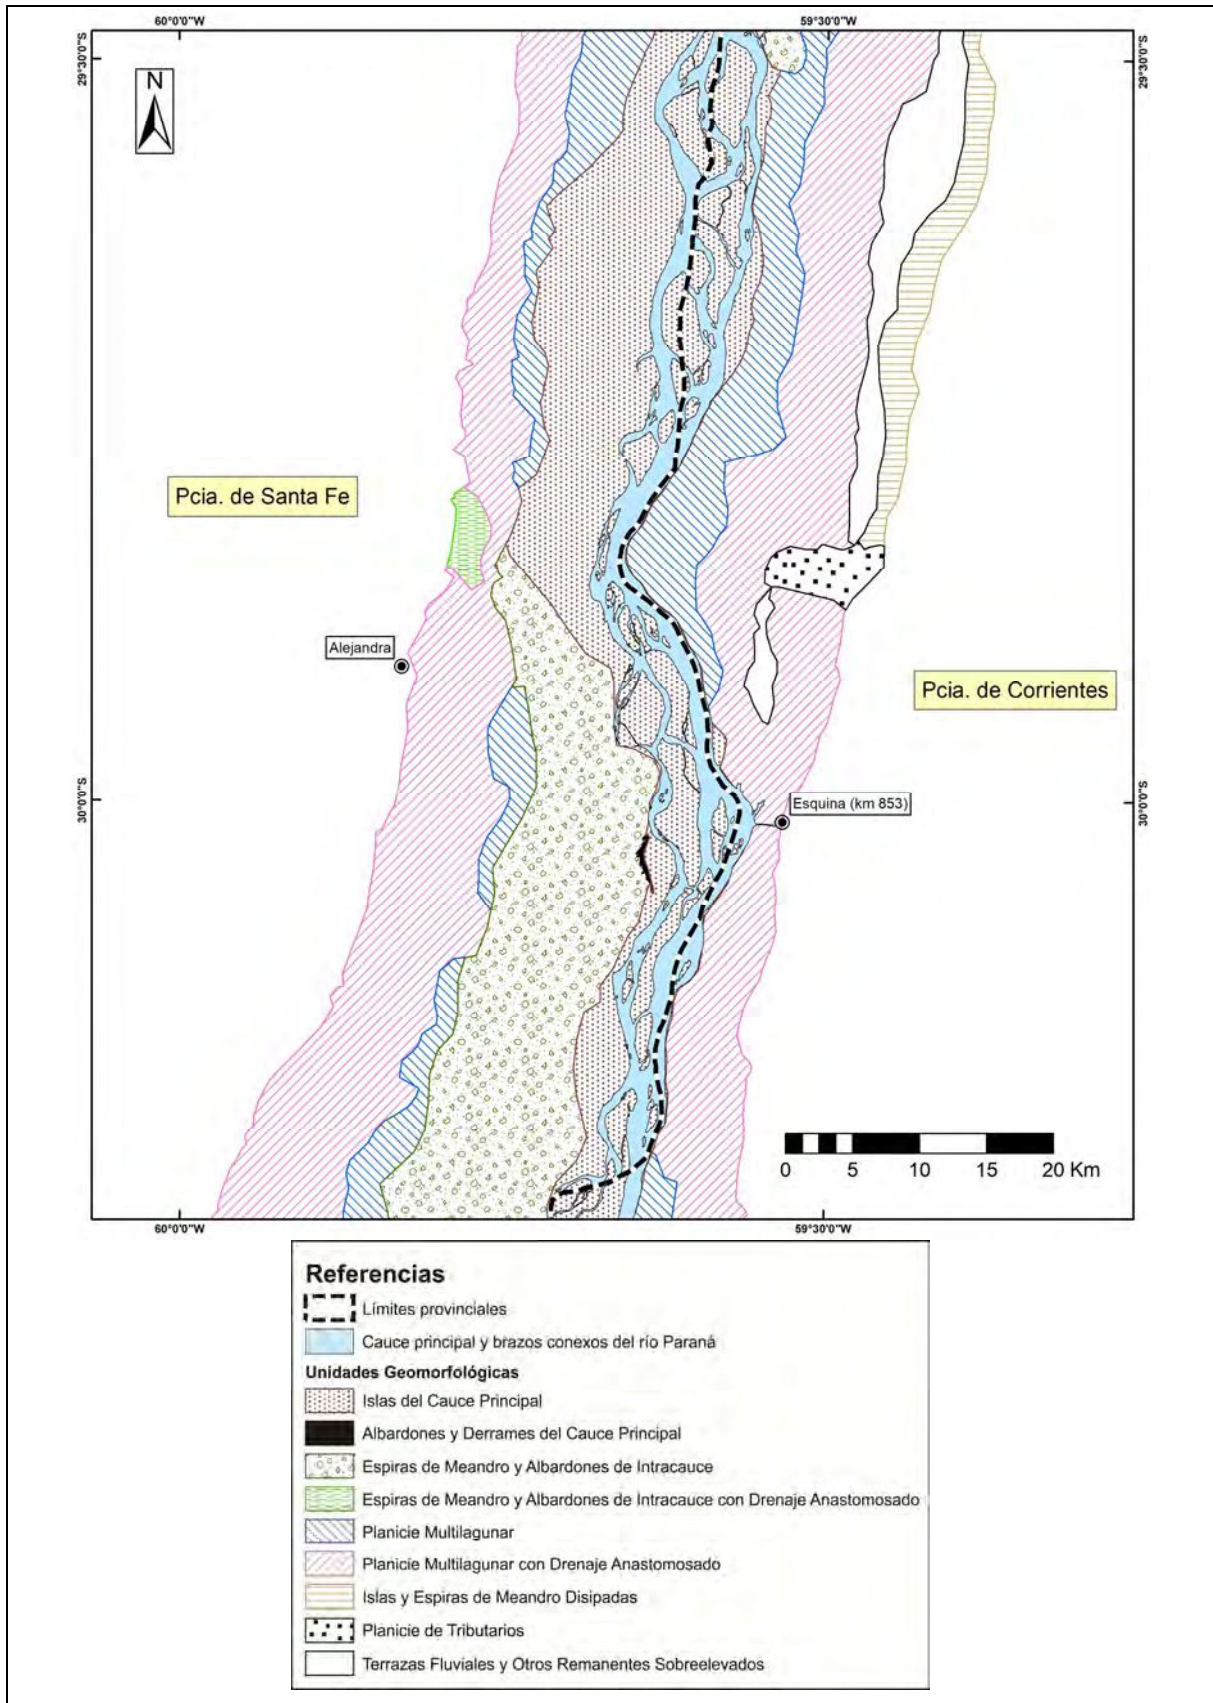 60°0'0"W
59°30'0"W
29°30'0"S
29°30'0"S
N
Pcia. de Santa Fe
Alejandra
Pcia. de Corrientes
30°0'0"S
30°0'0"S
Esquina (km 853)
0 5 10 15 20 Km
60°0'0"W
59°30'0"W
Referencias
Límites provinciales
Cauce principal y brazos conexos del río Paraná
Unidades Geomorfológicas
Islas del Cauce Principal
Albardones y Derrames del Cauce Principal
Espiras de Meandro y Albardones de Intracauce
Espiras de Meandro y Albardones de Intracauce con Drenaje Anastomosado
Planicie Multilagunar
Planicie Multilagunar con Drenaje Anastomosado
Islas y Espiras de Meandro Disipadas
Planicie de Tributarios
Terrazas Fluviales y Otros Remanentes Sobreelevados